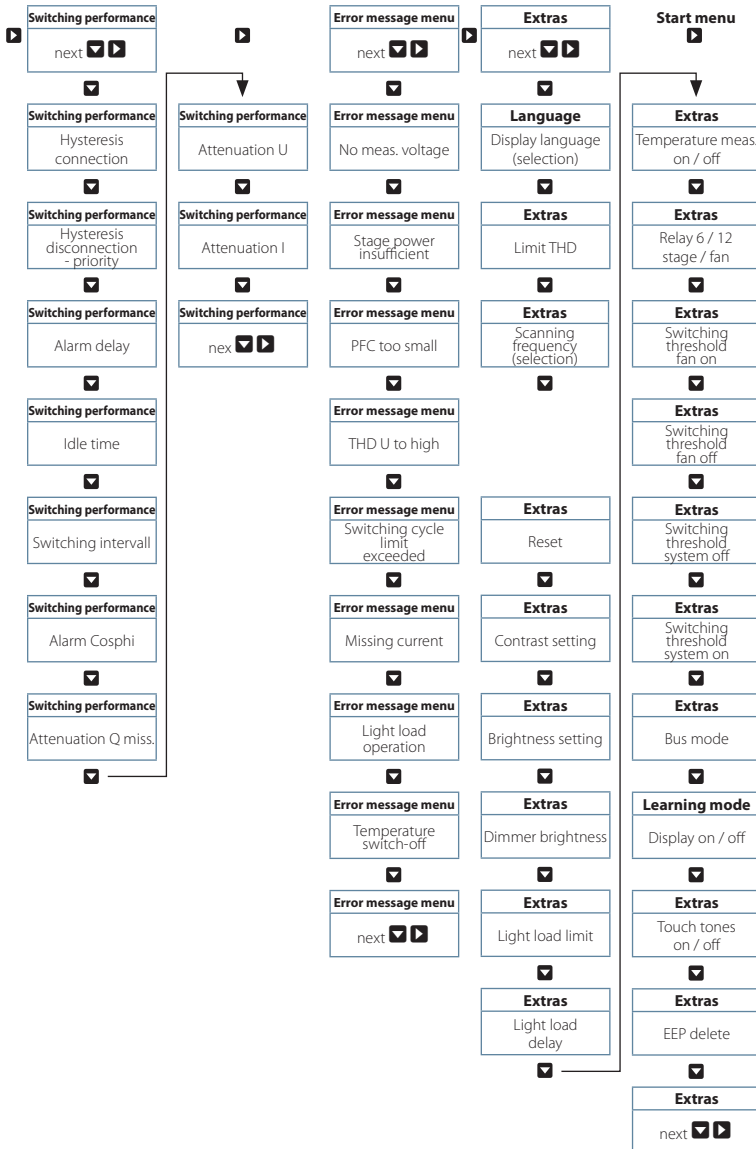 Switching performance
next
Switching performance
Hysteresis
connection
Switching performance
Hysteresis
disconnection
- priority
Switching performance
Alarm delay
Switching performance
Idle time
Switching performance
Switching intervall
Switching performance
Alarm Cosphi
Switching performance
Attenuation Q miss.
Switching performance
Attenuation U
Switching performance
Attenuation I
Switching performance
nex
Error message menu
next
Error message menu
No meas. voltage
Error message menu
Stage power
insufficient
Error message menu
PFC too small
Error message menu
THD U to high
Error message menu
Switching cycle
limit
exceeded
Error message menu
Missing current
Error message menu
Light load
operation
Error message menu
Temperature
switch-off
Error message menu
next
Extras
next
Language
Display language
(selection)
Extras
Limit THD
Extras
Scanning
frequency
(selection)
Extras
Reset
Extras
Contrast setting
Extras
Brightness setting
Extras
Dimmer brightness
Extras
Light load limit
Extras
Light load
delay
Start menu
Extras
Temperature meas.
on / off
Extras
Relay 6 / 12
stage / fan
Extras
Switching
threshold
fan on
Extras
Switching
threshold
fan off
Extras
Switching
threshold
system off
Extras
Switching
threshold
system on
Extras
Bus mode
Learning mode
Display on / off
Extras
Touch tones
on / off
Extras
EEP delete
Extras
next